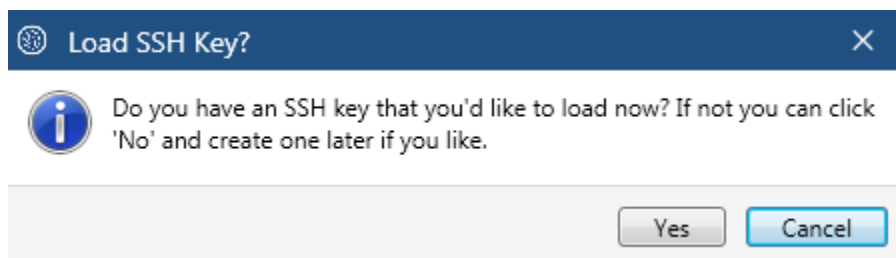 Load SSH Key?
Do you have an SSH key that you'd like to load now? If not you can click
'No' and create one later if you like.
Yes
Cancel